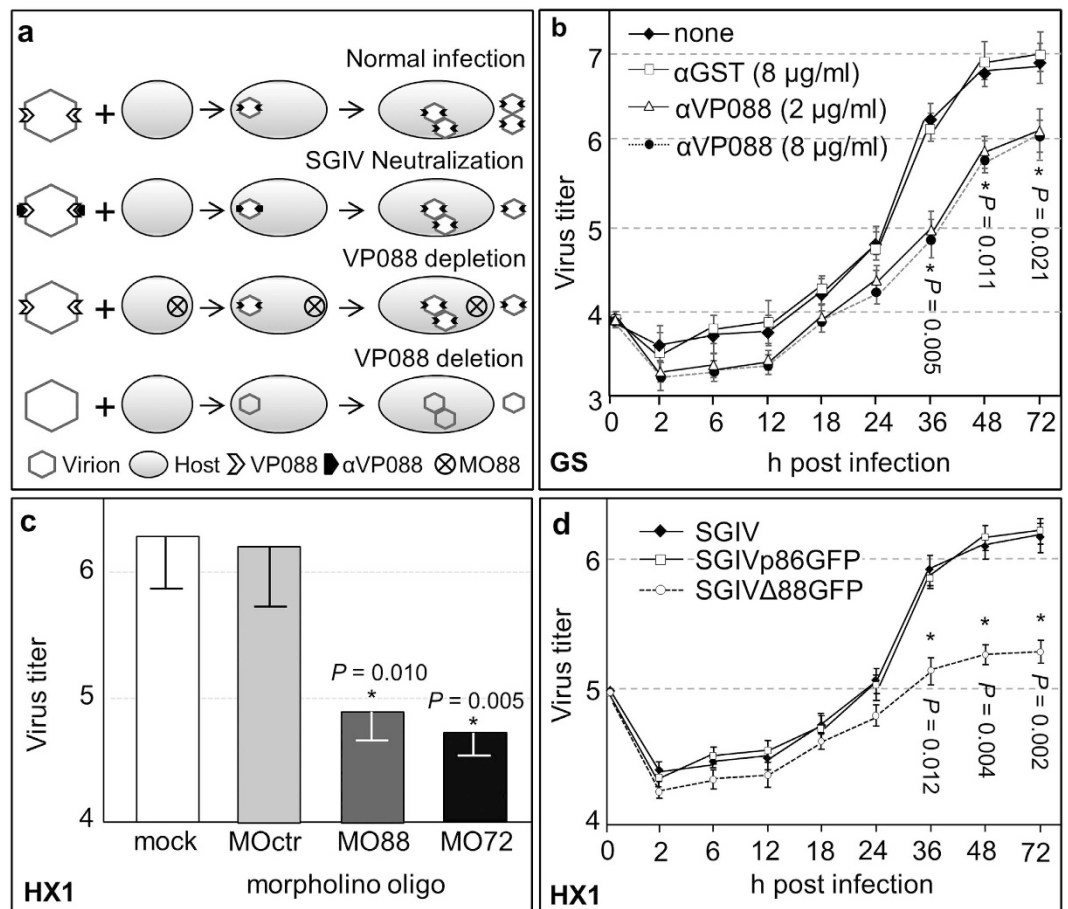 a
Normal infection
SGIV Neutralization
VP088 depletion
VP088 deletion
Virion Host VP088 αVP088 MO88
b
none
αGST (8 µg/ml)
αVP088 (2 µg/ml)
αVP088 (8 µg/ml)
Virus titer
7
6
5
4
3
* P = 0.005
* P = 0.011
* P = 0.021
0 2 6 12 18 24 36 48 72
GS h post infection
c
Virus titer
6
5
4
P = 0.010
*
P = 0.005
*
mock MOctr MO88 MO72
HX1 morpholino oligo
d
SGIV
SGIVp86GFP
SGIVΔ88GFP
Virus titer
6
5
4
* P = 0.012
* P = 0.004
* P = 0.002
0 2 6 12 18 24 36 48 72
HX1 h post infection